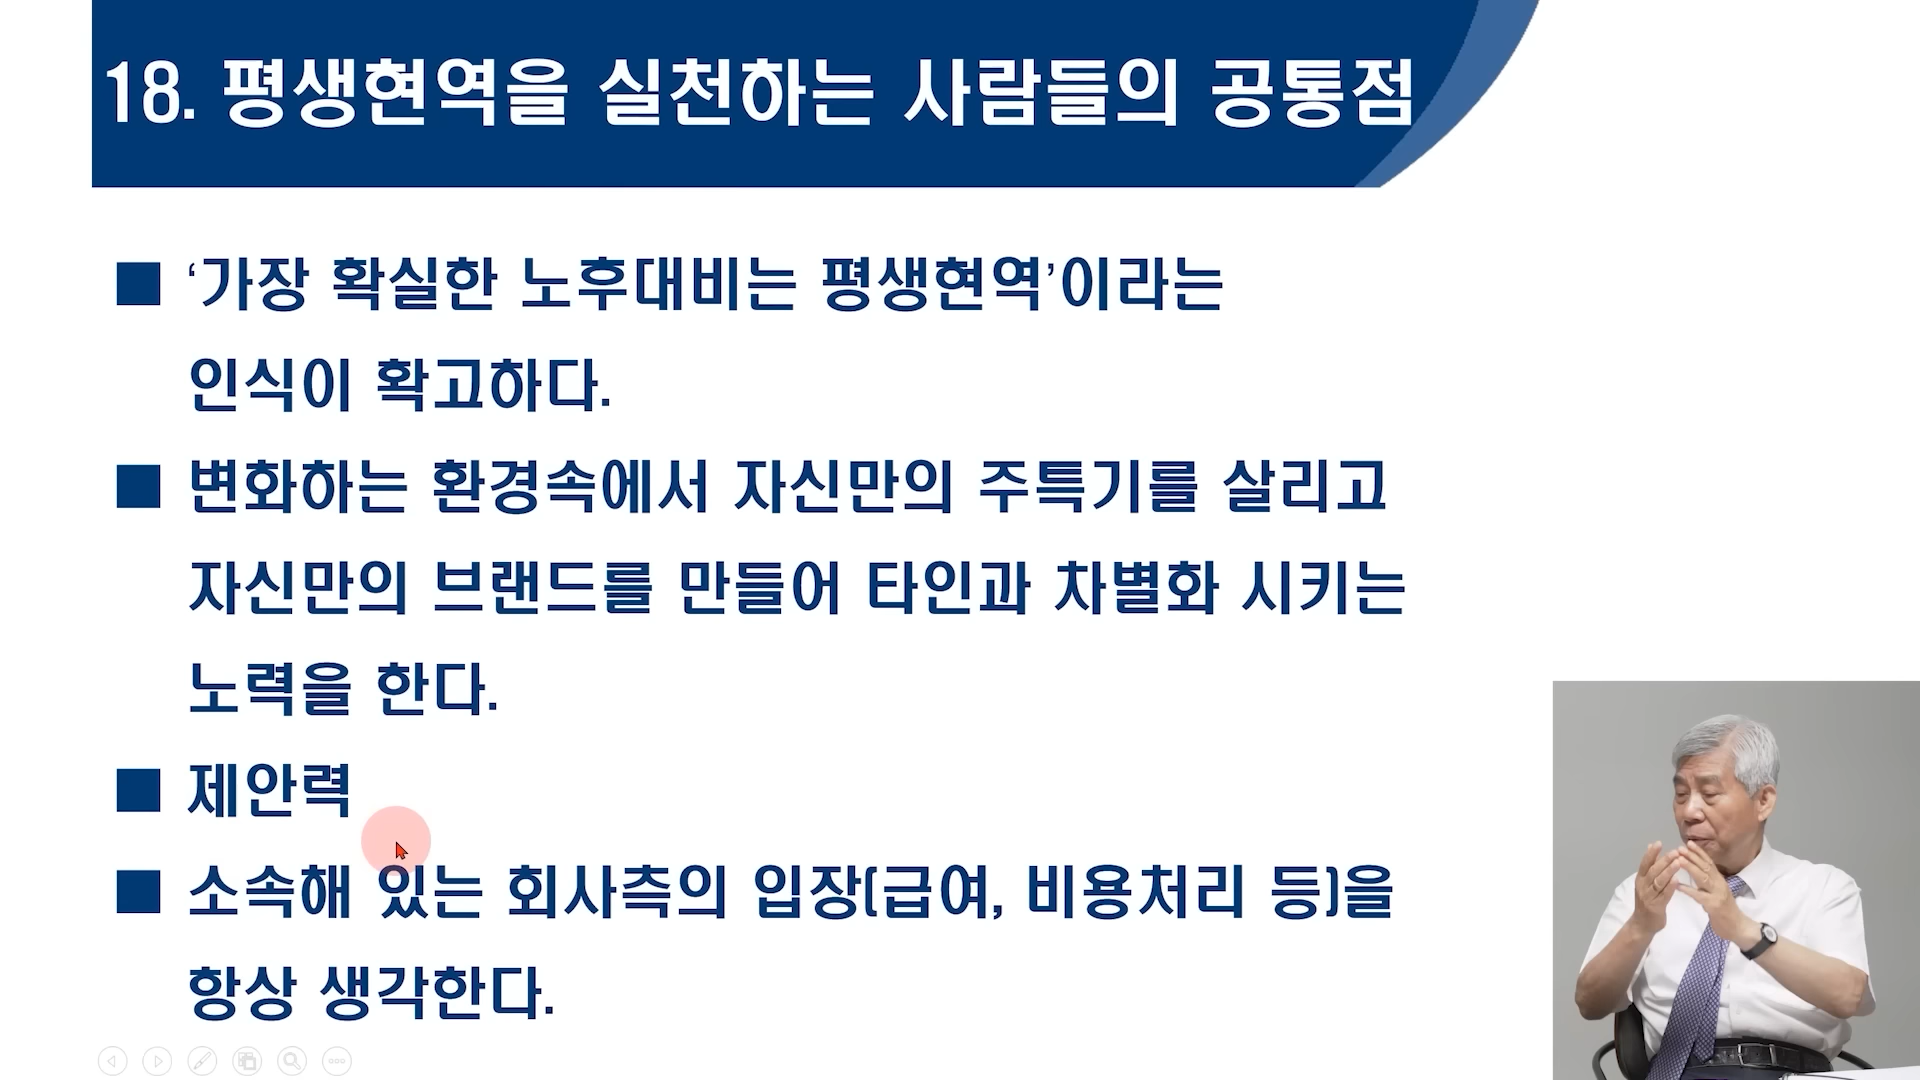 18. 평생현역을 실천하는 사람들의 공통점
■ ‘가장 확실한 노후대비는 평생현역’이라는
인식이 확고하다.
■ 변화하는 환경속에서 자신만의 주특기를 살리고
자신만의 브랜드를 만들어 타인과 차별화 시키는
노력을 한다.
■ 제안력
■ 소속해 있는 회사측의 입장(급여, 비용처리 등)을
항상 생각한다.